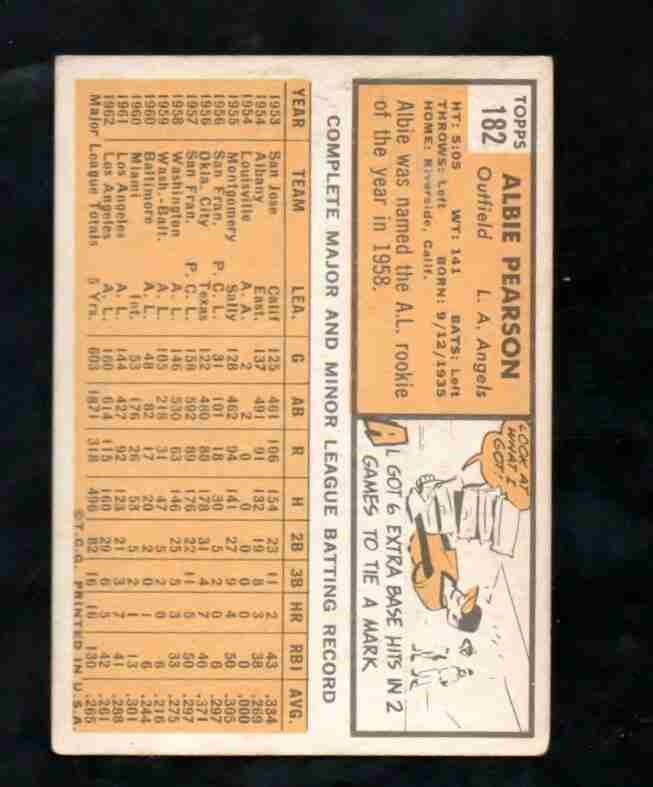 TOPPS
182
ALBIE PEARSON
Outfield L. A. Angels
HT: 5:05 WT: 141 BATS: Left
THROWS: Left BORN: 9/12/1935
HOME: Riverside, Calif.
Albie was named the A.L. rookie
of the year in 1958.
LOOK AT
WHAT I
GOT!
AL GOT 6 EXTRA BASE HITS IN 2
GAMES TO TIE A MARK
COMPLETE MAJOR AND MINOR LEAGUE BATTING RECORD
YEAR TEAM LEA. G AB R H 2B 3B HR RBI AVG.
1953 San Jose Calif 125 461 106 154 23 11 2 43 .334
1954 Albany East. 137 491 91 132 19 8 3 38 .269
1954 Louisville A. A. 2 2 0 0 0 0 0 0 .000
1955 Montgomery Sally 128 462 94 141 27 9 4 50 .305
1956 San Fran. P. C. L. 31 101 18 30 5 2 0 6 .297
1956 Okla. City Texas 122 480 88 178 31 4 7 46 .371
1957 San Fran. P. C. L. 158 592 89 176 22 11 5 50 .297
1958 Washington A. L. 146 530 63 146 25 5 3 33 .275
1959 Wash.-Balt. A. L. 105 218 31 47 5 2 0 6 .216
1960 Baltimore A. L. 48 82 17 20 2 0 1 6 .244
1960 Miami Int. 53 176 26 53 5 2 1 13 .301
1961 Los Angeles A. L. 144 427 92 123 21 3 7 41 .288
1962 Los Angeles A. L. 160 614 115 160 29 6 5 42 .261
Major League Totals 5 Yrs. 603 1871 318 496 82 16 16 130 .265
©T.C.G. PRINTED IN U.S.A.